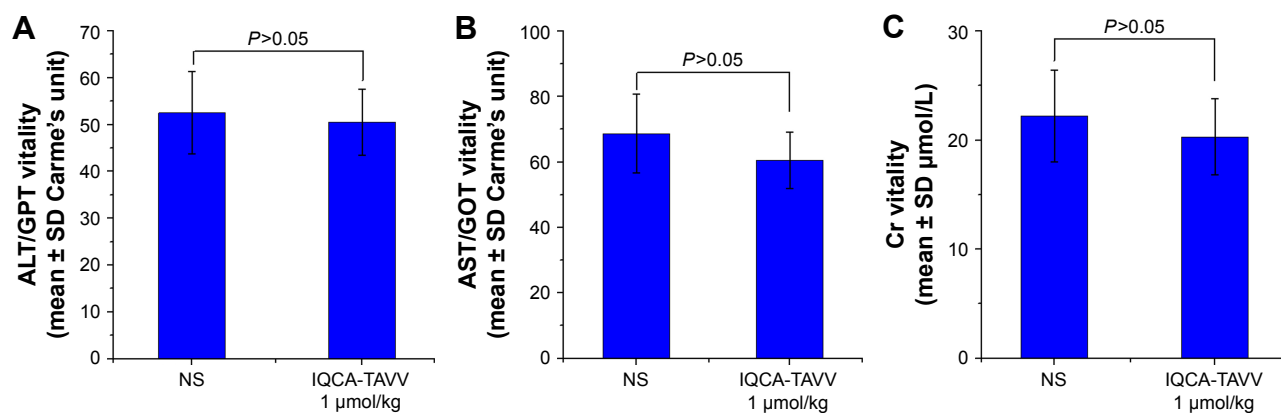 A
ALT/GPT vitality
(mean ± SD Carme's unit)
70
60
50
40
30
20
10
0
P>0.05
NS
IQCA-TAVV
1 µmol/kg
B
AST/GOT vitality
(mean ± SD Carme's unit)
100
80
60
40
20
0
P>0.05
NS
IQCA-TAVV
1 µmol/kg
C
Cr vitality
(mean ± SD µmol/L)
30
20
10
0
P>0.05
NS
IQCA-TAVV
1 µmol/kg